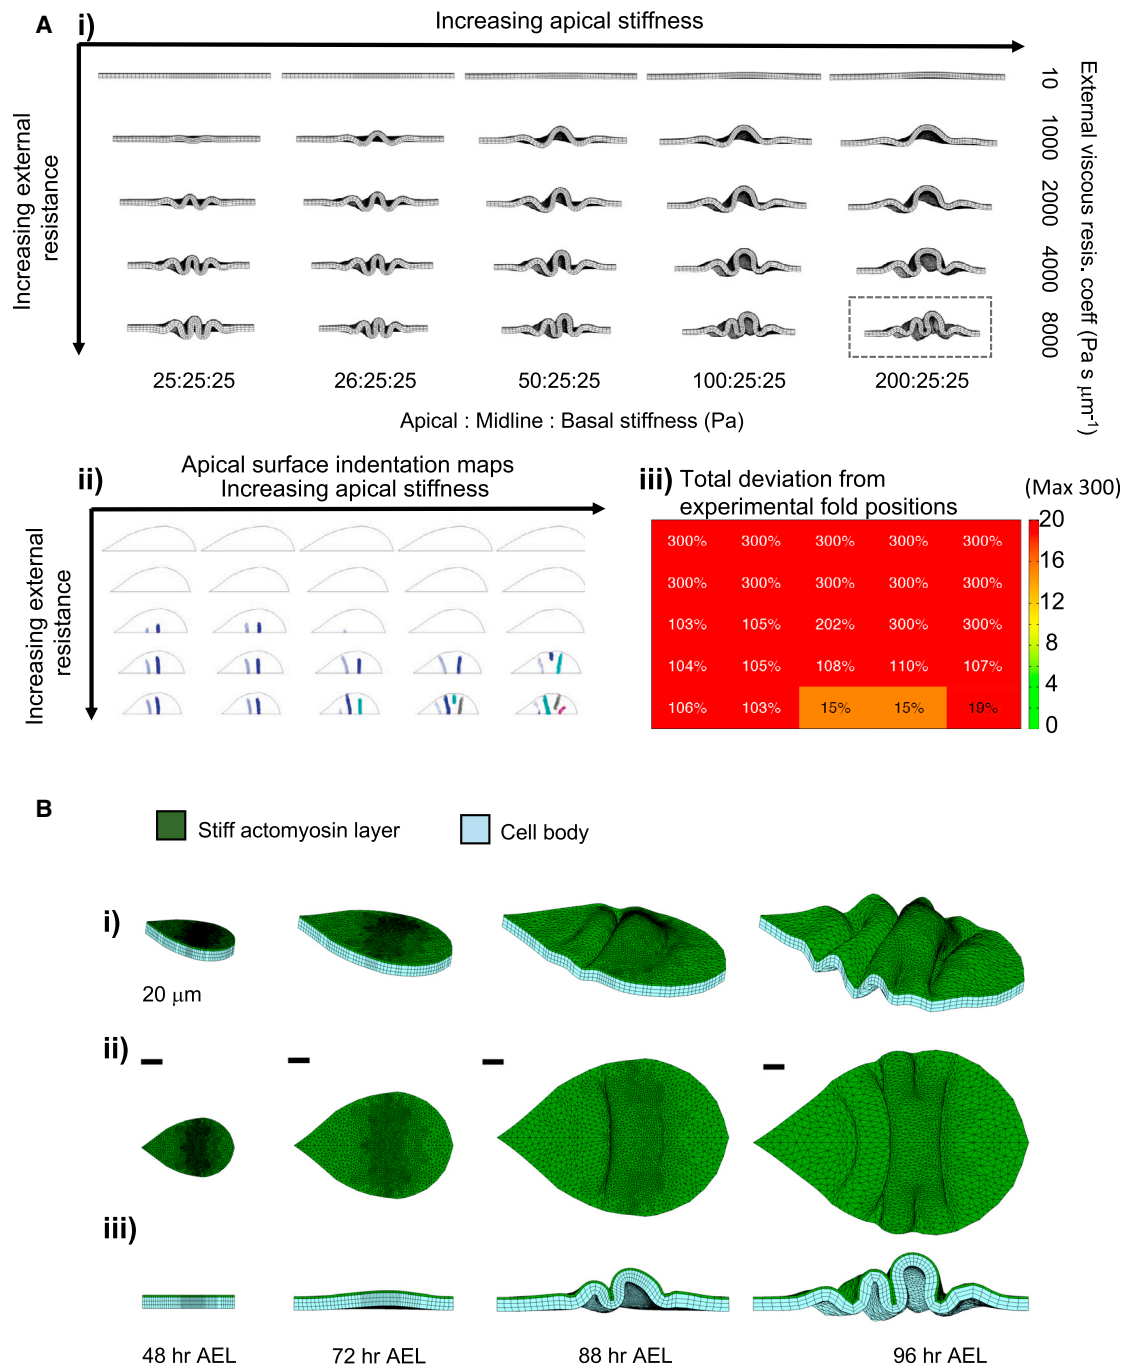 A
i)
Increasing apical stiffness
Increasing external
resistance
10
1000
2000
4000
8000
External viscous resis. coeff (Pa s μm-1)
25:25:25
26:25:25
50:25:25
100:25:25
200:25:25
Apical : Midline : Basal stiffness (Pa)
ii)
Apical surface indentation maps
Increasing apical stiffness
Increasing external
resistance
iii)
Total deviation from
experimental fold positions
(Max 300)
300% 300% 300% 300% 300%
300% 300% 300% 300% 300%
103% 105% 202% 300% 300%
104% 105% 108% 110% 107%
106% 103% 15% 15% 19%
20
16
12
8
4
0
B
Stiff actomyosin layer
Cell body
i)
20 μm
ii)
iii)
48 hr AEL
72 hr AEL
88 hr AEL
96 hr AEL